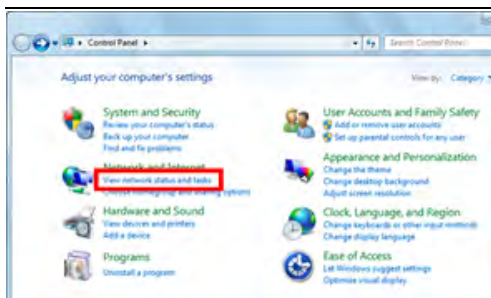 Control Panel
Search Control Panel
Adjust your computer's settings
View by: Category
System and Security
Review your computer's status
Back up your computer
Find and fix problems
Network and Internet
View network status and tasks
Choose homegroup and sharing options
Hardware and Sound
View devices and printers
Add a device
Programs
Uninstall a program
User Accounts and Family Safety
Add or remove user accounts
Set up parental controls for any user
Appearance and Personalization
Change the theme
Change desktop background
Adjust screen resolution
Clock, Language, and Region
Change keyboards or other input methods
Change display language
Ease of Access
Let Windows suggest settings
Optimize visual display